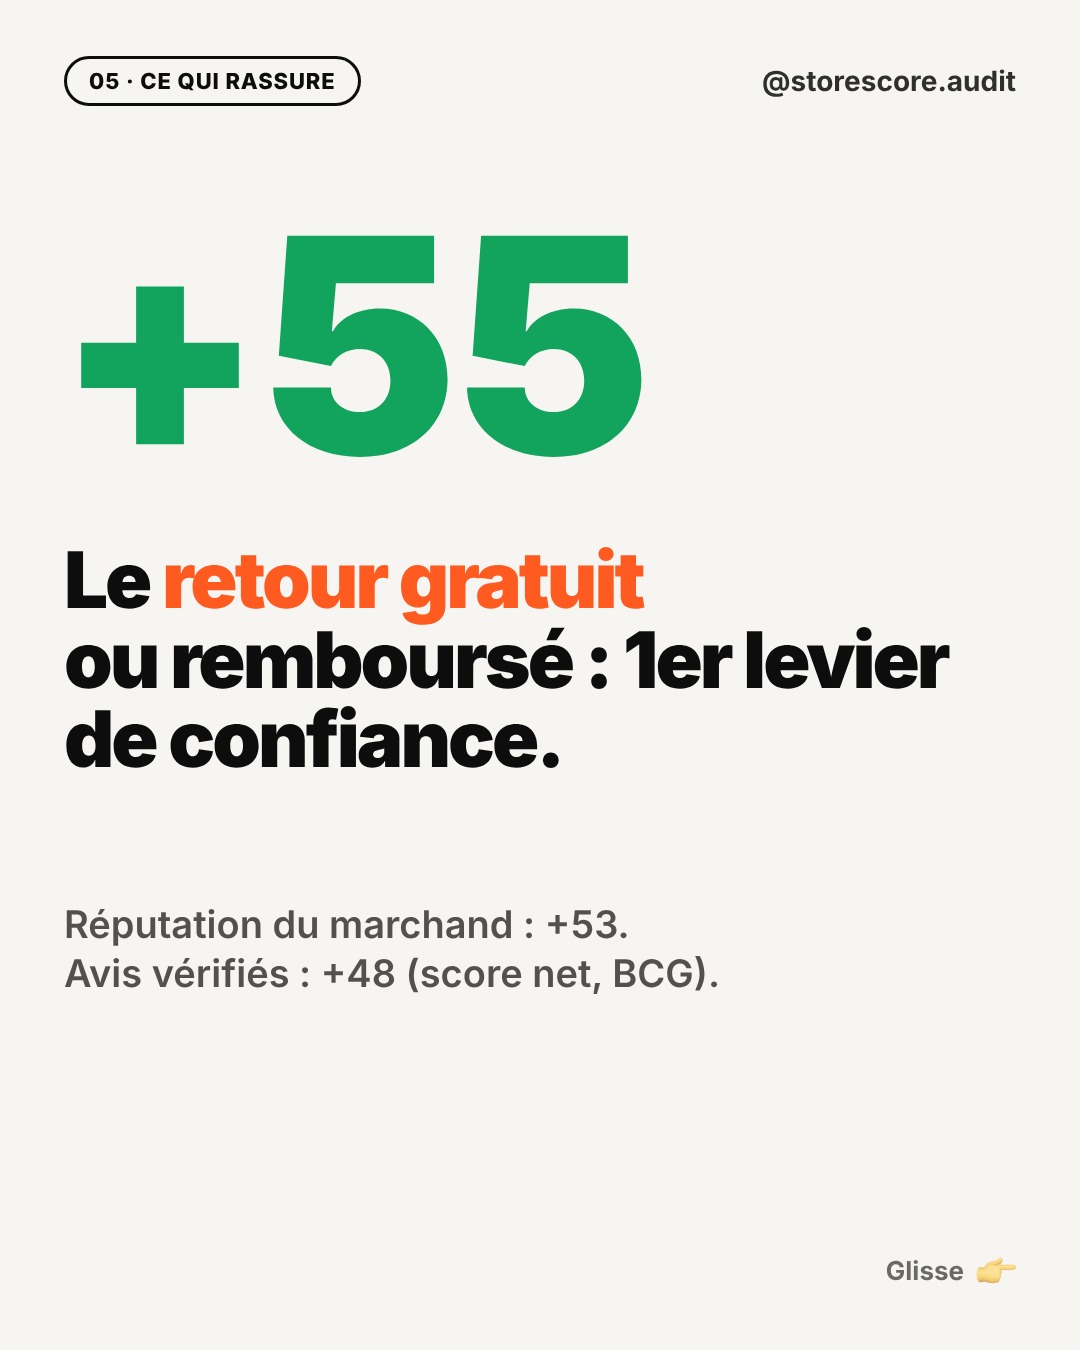 05 · CE QUI RASSURE
@storescore.audit
+55
Le retour gratuit
ou remboursé : 1er levier
de confiance.
Réputation du marchand : +53.
Avis vérifiés : +48 (score net, BCG).
Glisse 👉